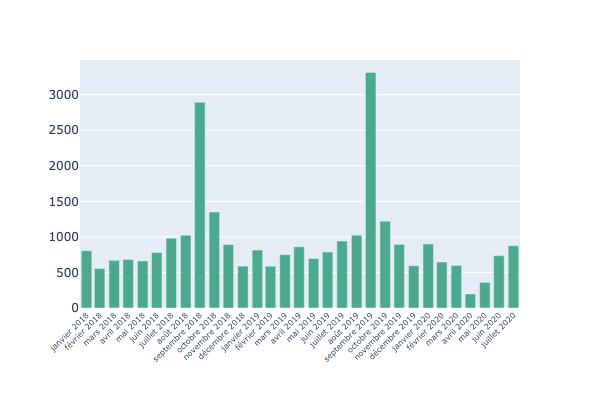 3000
2500
2000
1500
1000
500
0
janvier 2018
février 2018
mars 2018
avril 2018
mai 2018
juin 2018
juillet 2018
août 2018
septembre 2018
octobre 2018
novembre 2018
décembre 2018
janvier 2019
février 2019
mars 2019
avril 2019
mai 2019
juin 2019
juillet 2019
août 2019
septembre 2019
octobre 2019
novembre 2019
décembre 2019
janvier 2020
février 2020
mars 2020
avril 2020
mai 2020
juin 2020
juillet 2020